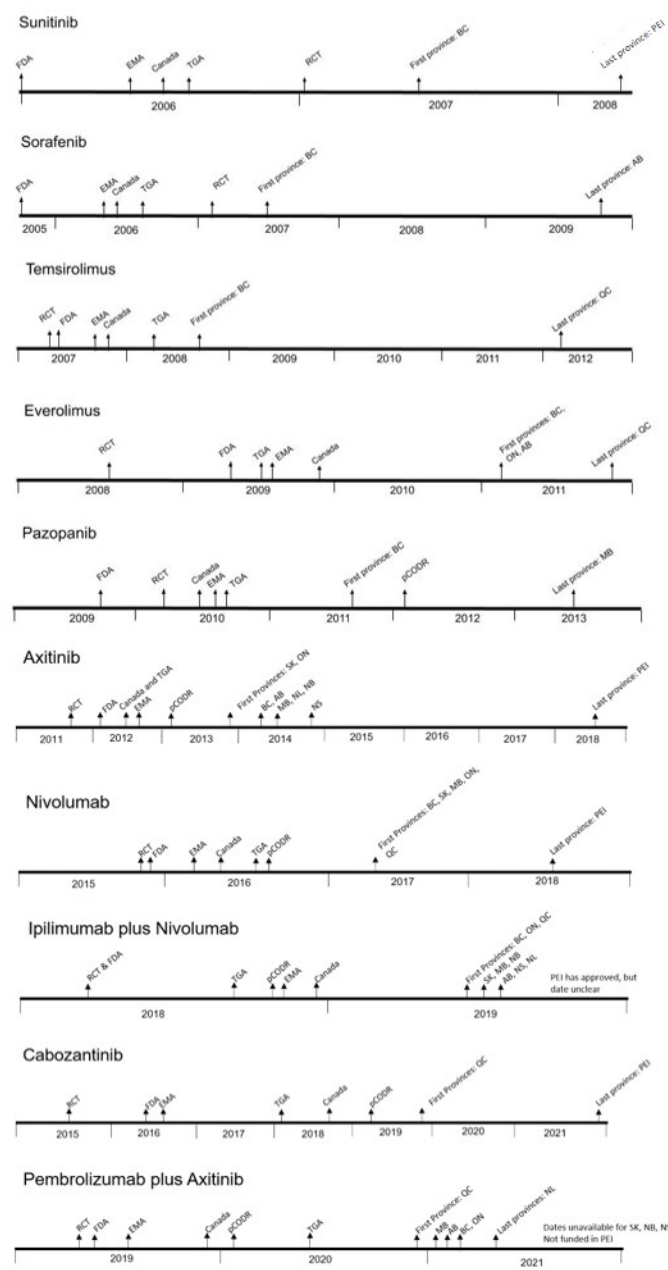 Sunitinib
FDA
EMA
Canada
TGA
RCT
First province: BC
Last province: PEI
2006
2007
2008
Sorafenib
FDA
EMA
Canada
TGA
RCT
First province: BC
Last province: AB
2005
2006
2007
2008
2009
Temsirolimus
RCT
FDA
EMA
Canada
TGA
First province: BC
Last province: QC
2007
2008
2009
2010
2011
2012
Everolimus
RCT
FDA
TGA
EMA
Canada
First provinces: BC,
ON, AB
Last province: QC
2008
2009
2010
2011
Pazopanib
FDA
RCT
Canada
EMA
TGA
First province: BC
pCODR
Last province: MB
2009
2010
2011
2012
2013
Axitinib
RCT
FDA
Canada and TGA
EMA
pCODR
First Provinces: SK, ON
BC, AB
MB, NL, NB
NS
Last province: PEI
2011
2012
2013
2014
2015
2016
2017
2018
Nivolumab
RCT
FDA
EMA
Canada
TGA
pCODR
First Provinces: BC, SK, MB, ON,
QC
Last province: PEI
2015
2016
2017
2018
Ipilimumab plus Nivolumab
RCT & FDA
TGA
pCODR
EMA
Canada
First Provinces: BC, ON, QC
SK, MB, NB
AB, NS, NL
PEI has approved, but
date unclear
2018
2019
Cabozantinib
RCT
FDA
EMA
TGA
Canada
pCODR
First Provinces: QC
Last province: PEI
2015
2016
2017
2018
2019
2020
2021
Pembrolizumab plus Axitinib
RCT
FDA
EMA
Canada
pCODR
TGA
First Province: QC
MB
AB
BC, ON
Last provinces: NL
Dates unavailable for SK, NB, NS
Not funded in PEI
2019
2020
2021